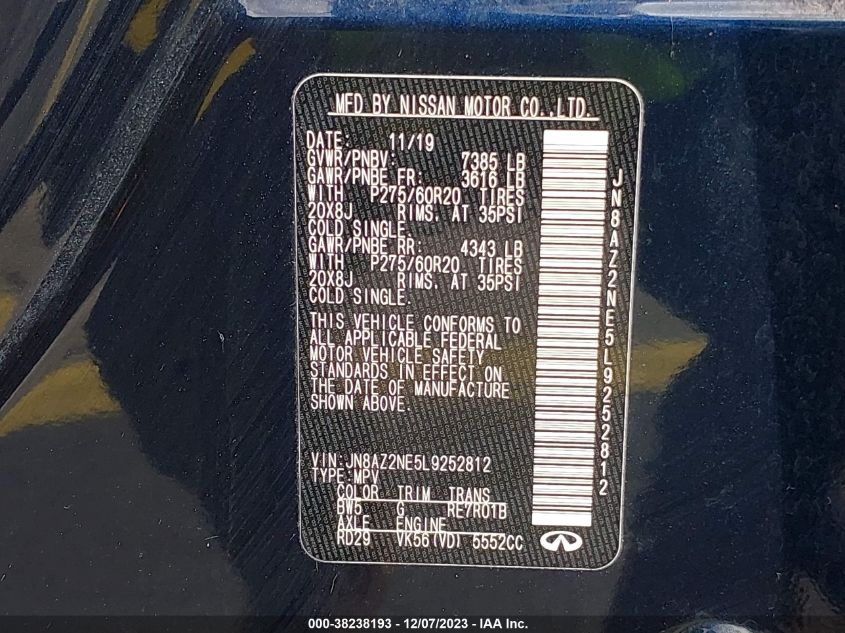 MFD BY NISSAN MOTOR CO.,LTD.
DATE: 11/19
GVWR/PNBV: 7385 LB
GAWR/PNBE FR: 3616 LB
WITH P275/60R20 TIRES
20X8J RIMS. AT 35PSI
COLD SINGLE.
GAWR/PNBE RR: 4343 LB
WITH P275/60R20 TIRES
20X8J RIMS. AT 35PSI
COLD SINGLE.
THIS VEHICLE CONFORMS TO
ALL APPLICABLE FEDERAL
MOTOR VEHICLE SAFETY
STANDARDS IN EFFECT ON
THE DATE OF MANUFACTURE
SHOWN ABOVE.
VIN:JN8AZ2NE5L9252812
TYPE:MPV
COLOR TRIM TRANS
BW5 G RE7R01B
AXLE ENGINE
RD29 VK56(VD) 5552CC
JN8AZ2NE5L9252812
000-38238193 - 12/07/2023 - IAA Inc.